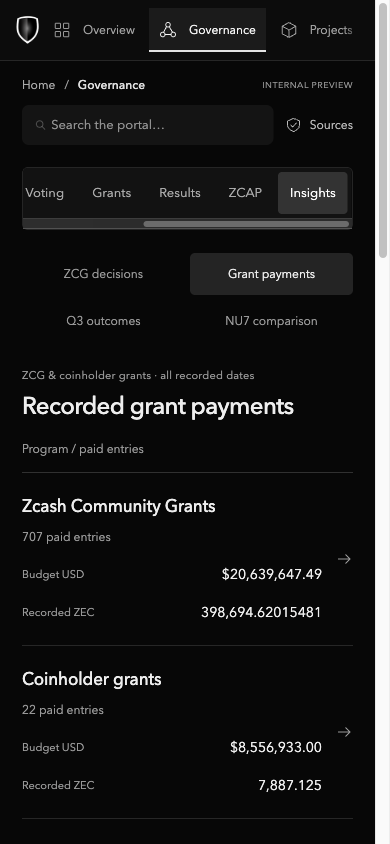 Overview Governance Projects
Home / Governance INTERNAL PREVIEW
Search the portal… Sources
Voting Grants Results ZCAP Insights
ZCG decisions Grant payments
Q3 outcomes NU7 comparison
ZCG & coinholder grants · all recorded dates
Recorded grant payments
Program / paid entries
Zcash Community Grants
707 paid entries
Budget USD $20,639,647.49
Recorded ZEC 398,694.62015481
Coinholder grants
22 paid entries
Budget USD $8,556,933.00
Recorded ZEC 7,887.125